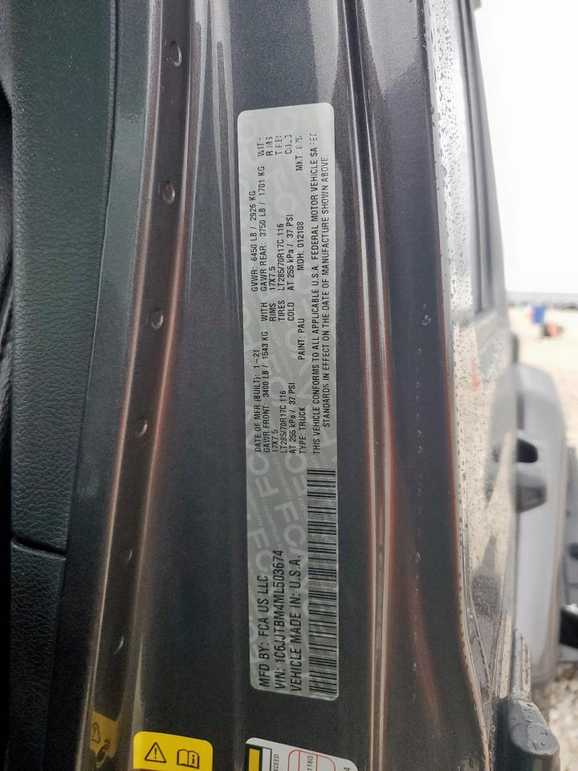 MFD BY: FCA US LLC
VIN: 1C6JJTBM4ML503674
VEHICLE MADE IN: U.S.A.
DATE OF MFR (BUILT): 1-21 GVWR: 6450 LB / 2926 KG
GAWR FRONT: 3400 LB / 1543 KG WITH GAWR REAR: 3750 LB / 1701 KG WITH
17X7.5 RIMS 17X7.5 RIMS
LT285/70R17C 116 TIRES LT285/70R17C 116
AT 255 kPa / 37 PSI COLD AT 255 kPa / 37 PSI
TYPE: TRUCK PAINT: PAU MDH: 012108 MKT:
THIS VEHICLE CONFORMS TO ALL APPLICABLE U.S.A. FEDERAL MOTOR VEHICLE
STANDARDS IN EFFECT ON THE DATE OF MANUFACTURE SHOWN ABOVE